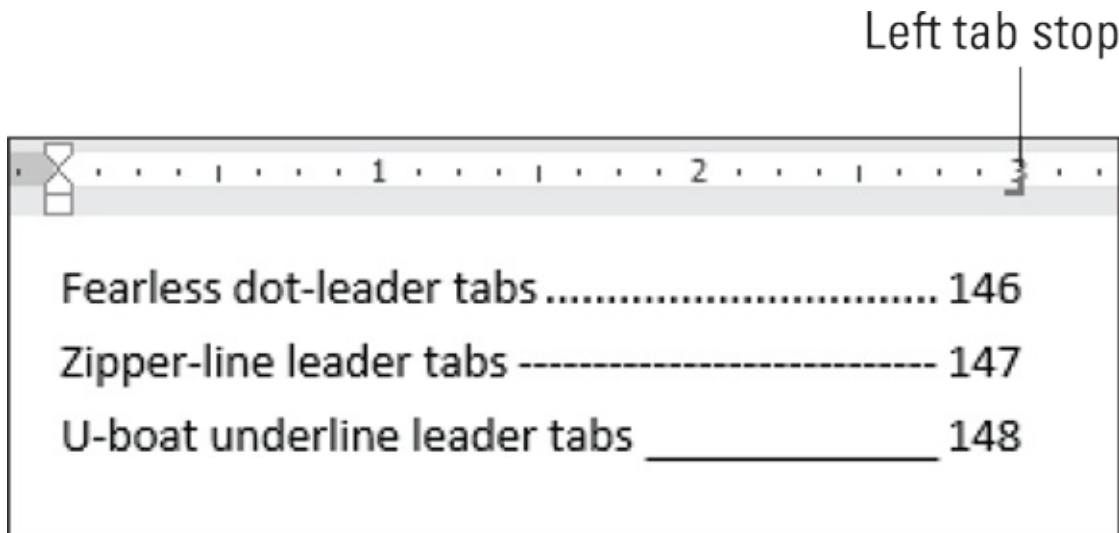 Left tab stop
1 2 3
Fearless dot-leader tabs ............................... 146
Zipper-line leader tabs --------------------------- 147
U-boat underline leader tabs ______________ 148